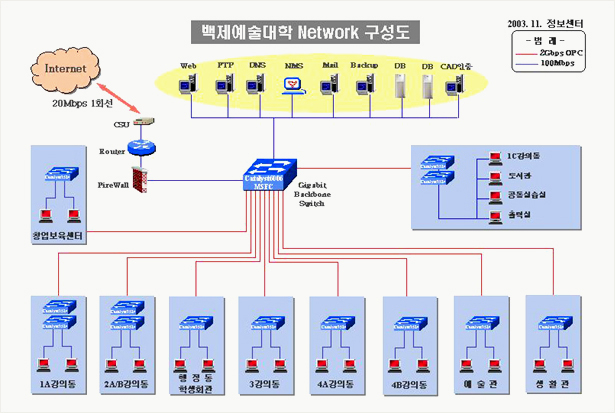 백제예술대학 Network 구성도
2003. 11. 정보센터
- 범 례 -
2Gbps OPC
100Mbps
Internet
20Mbps 1회선
Web
FTP
DNS
NMS
Mail
Backup
DB
DB
CAD인증
CSU
Router
FireWall
Catalyst6006
MSFC
Gigabit
Backbone
Switch
1C강의동
도서관
공동실습실
출력실
창업보육센터
1A강의동
2A/B강의동
행 정 동
학생회관
3강의동
4A강의동
4B강의동
예 술 관
생 활 관